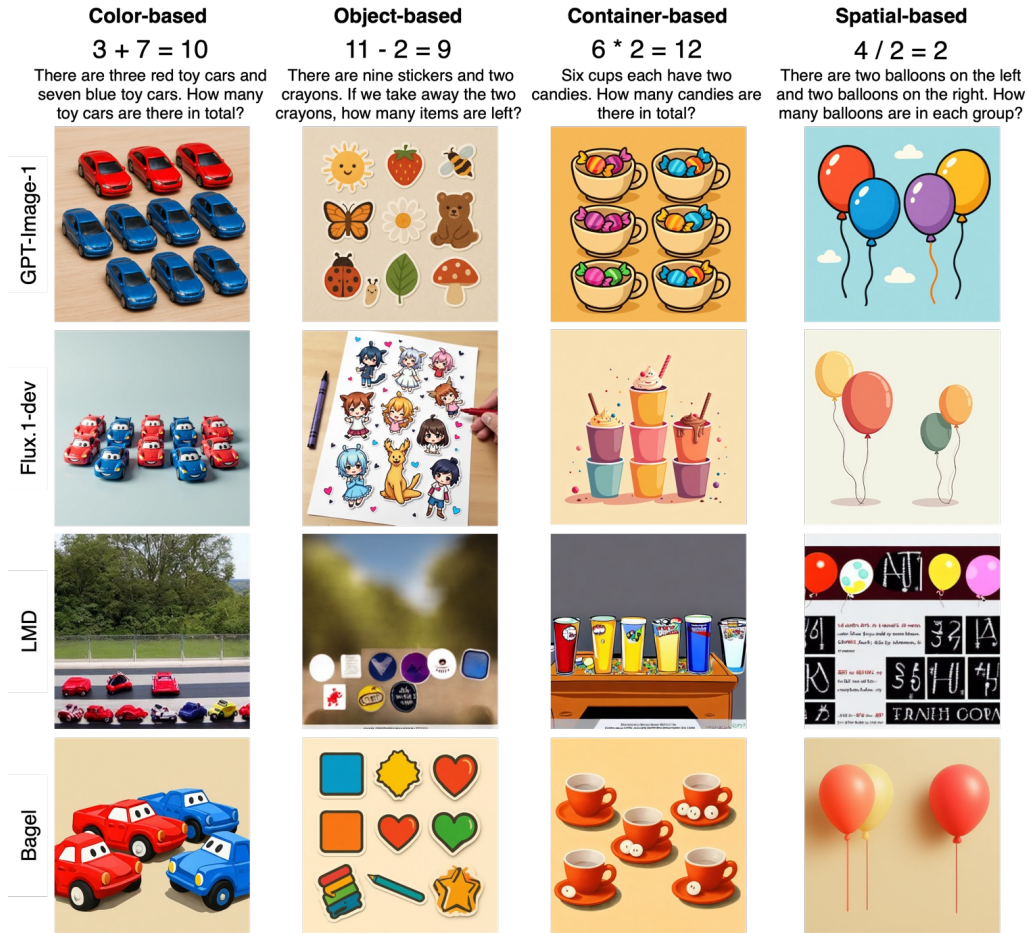 Color-based
Object-based
Container-based
Spatial-based
3 + 7 = 10
11 - 2 = 9
6 * 2 = 12
4 / 2 = 2
There are three red toy cars and
seven blue toy cars. How many
toy cars are there in total?
There are nine stickers and two
crayons. If we take away the two
crayons, how many items are left?
Six cups each have two
candies. How many candies are
there in total?
There are two balloons on the left
and two balloons on the right. How
many balloons are in each group?
GPT-Image-1
Flux.1-dev
LMD
Bagel